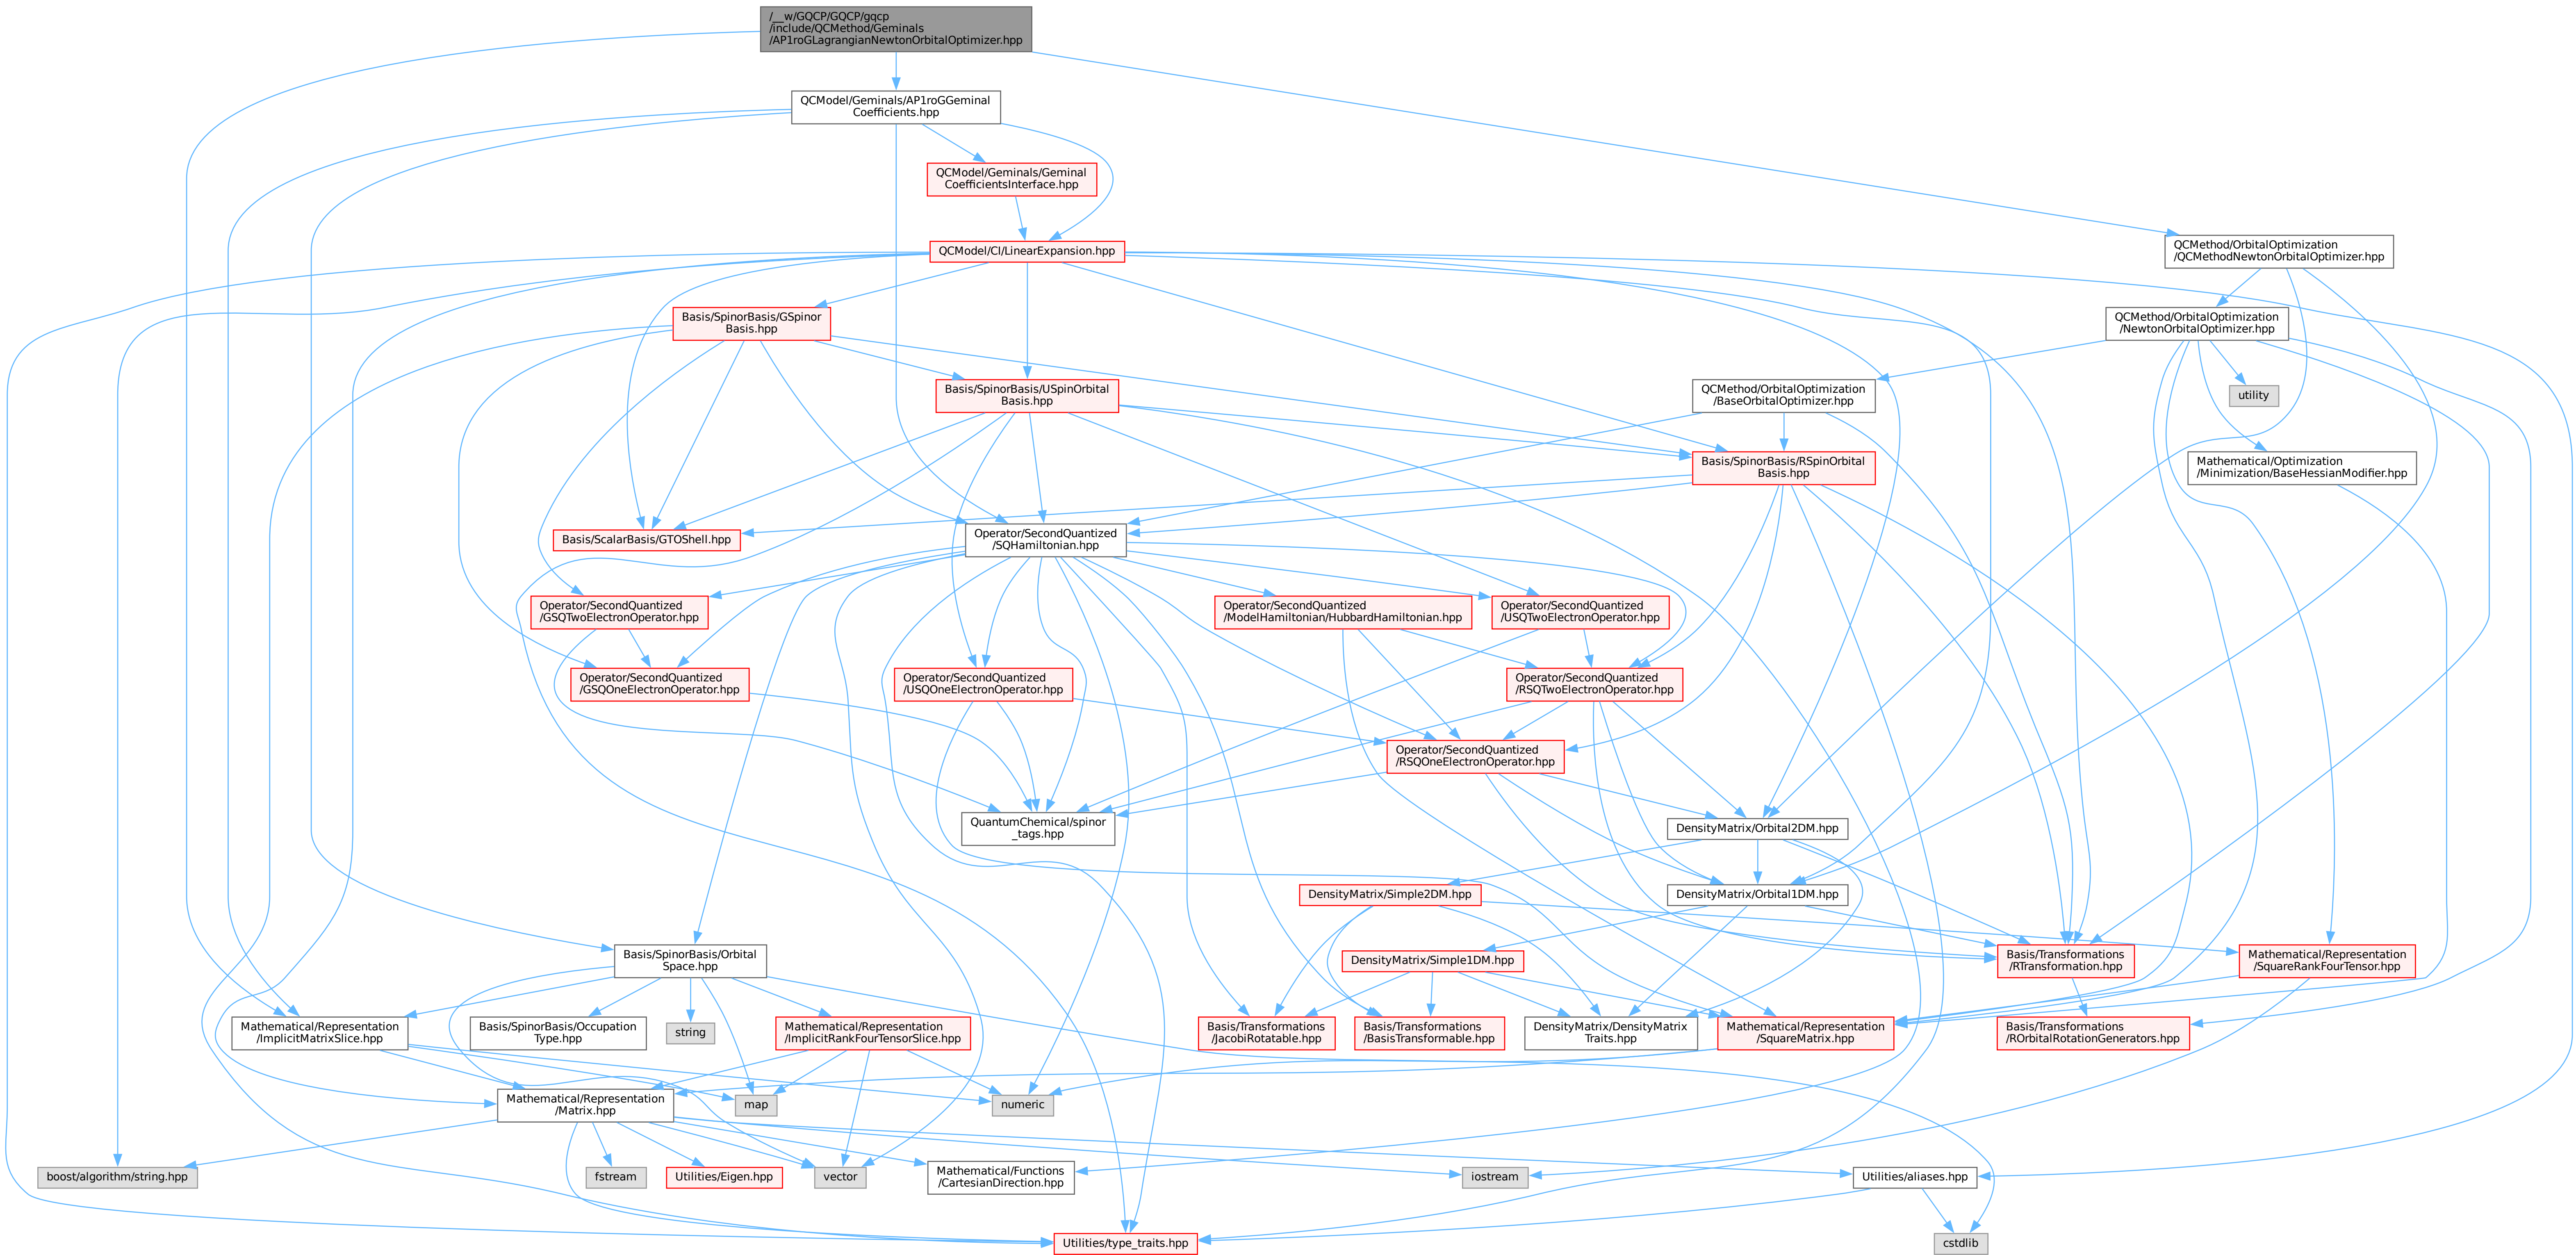 /__w/GQCP/GQCP/gqcp
/include/QCMethod/Geminals
/AP1roGLagrangianNewtonOrbitalOptimizer.hpp
QCModel/Geminals/AP1roGGeminal
Coefficients.hpp
QCModel/Geminals/Geminal
CoefficientsInterface.hpp
QCModel/CI/LinearExpansion.hpp
QCMethod/OrbitalOptimization
/QCMethodNewtonOrbitalOptimizer.hpp
Basis/SpinorBasis/GSpinor
Basis.hpp
QCMethod/OrbitalOptimization
/NewtonOrbitalOptimizer.hpp
Basis/SpinorBasis/USpinOrbital
Basis.hpp
QCMethod/OrbitalOptimization
/BaseOrbitalOptimizer.hpp
utility
Basis/SpinorBasis/RSpinOrbital
Basis.hpp
Mathematical/Optimization
/Minimization/BaseHessianModifier.hpp
Basis/ScalarBasis/GTOShell.hpp
Operator/SecondQuantized
/SQHamiltonian.hpp
Operator/SecondQuantized
/GSQTwoElectronOperator.hpp
Operator/SecondQuantized
/ModelHamiltonian/HubbardHamiltonian.hpp
Operator/SecondQuantized
/USQTwoElectronOperator.hpp
Operator/SecondQuantized
/GSQOneElectronOperator.hpp
Operator/SecondQuantized
/USQOneElectronOperator.hpp
Operator/SecondQuantized
/RSQTwoElectronOperator.hpp
Operator/SecondQuantized
/RSQOneElectronOperator.hpp
QuantumChemical/spinor
_tags.hpp
DensityMatrix/Orbital2DM.hpp
DensityMatrix/Simple2DM.hpp
DensityMatrix/Orbital1DM.hpp
Basis/SpinorBasis/Orbital
Space.hpp
DensityMatrix/Simple1DM.hpp
Basis/Transformations
/RTransformation.hpp
Mathematical/Representation
/SquareRankFourTensor.hpp
Mathematical/Representation
/ImplicitMatrixSlice.hpp
Basis/SpinorBasis/Occupation
Type.hpp
string
Mathematical/Representation
/ImplicitRankFourTensorSlice.hpp
Basis/Transformations
/JacobiRotatable.hpp
Basis/Transformations
/BasisTransformable.hpp
DensityMatrix/DensityMatrix
Traits.hpp
Mathematical/Representation
/SquareMatrix.hpp
Basis/Transformations
/ROrbitalRotationGenerators.hpp
Mathematical/Representation
/Matrix.hpp
map
numeric
boost/algorithm/string.hpp
fstream
Utilities/Eigen.hpp
vector
Mathematical/Functions
/CartesianDirection.hpp
iostream
Utilities/aliases.hpp
Utilities/type_traits.hpp
cstdlib